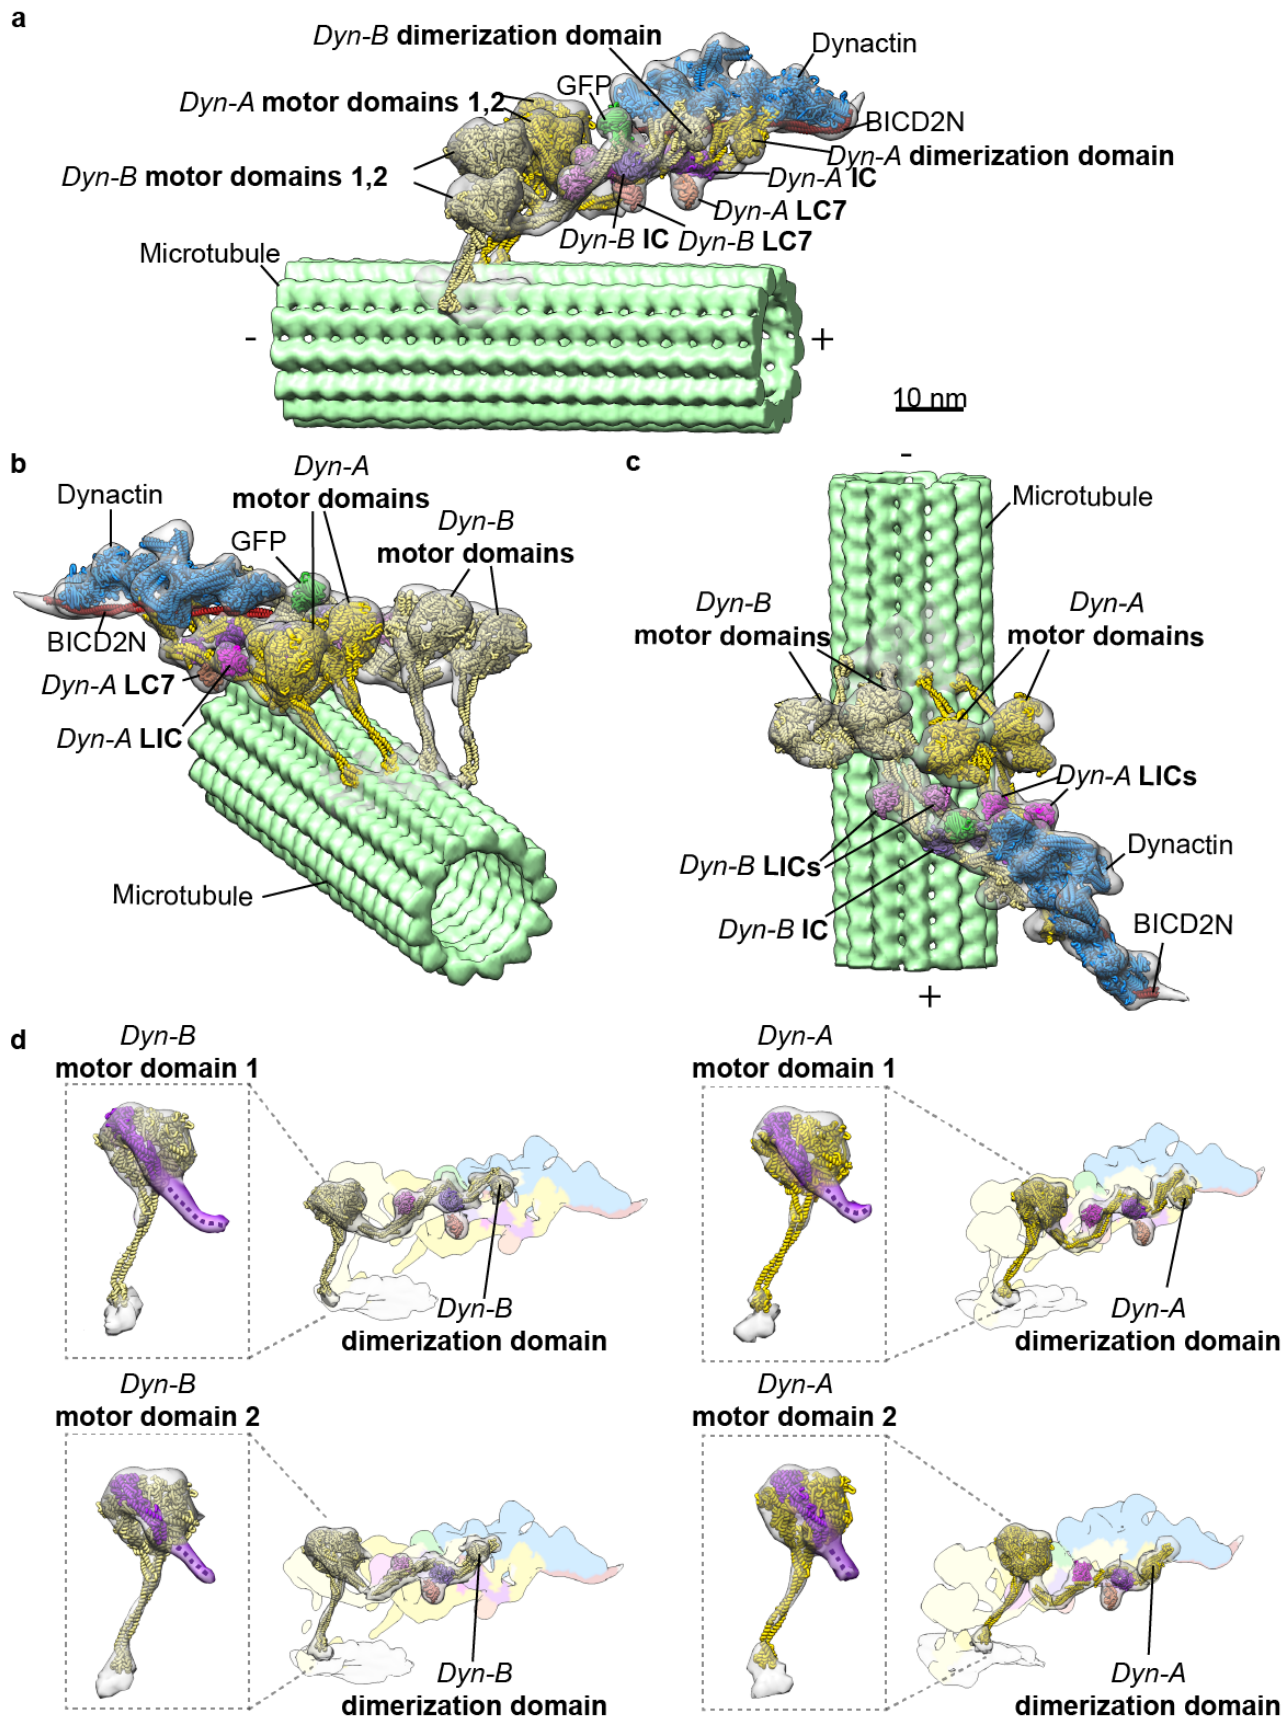 a
Dyn-B dimerization domain
Dynactin
GFP
Dyn-A motor domains 1,2
BICD2N
Dyn-A dimerization domain
Dyn-B motor domains 1,2
Dyn-A IC
Dyn-A LC7
Dyn-B IC Dyn-B LC7
Microtubule
-
+
10 nm
b
Dyn-A
motor domains
Dynactin
Dyn-B
motor domains
GFP
BICD2N
Dyn-A LC7
Dyn-A LIC
Microtubule
c
-
Microtubule
Dyn-B
motor domains
Dyn-A
motor domains
Dyn-A LICs
Dynactin
Dyn-B LICs
Dyn-B IC
BICD2N
+
d
Dyn-B
motor domain 1
Dyn-B
dimerization domain
Dyn-A
motor domain 1
Dyn-A
dimerization domain
Dyn-B
motor domain 2
Dyn-B
dimerization domain
Dyn-A
motor domain 2
Dyn-A
dimerization domain